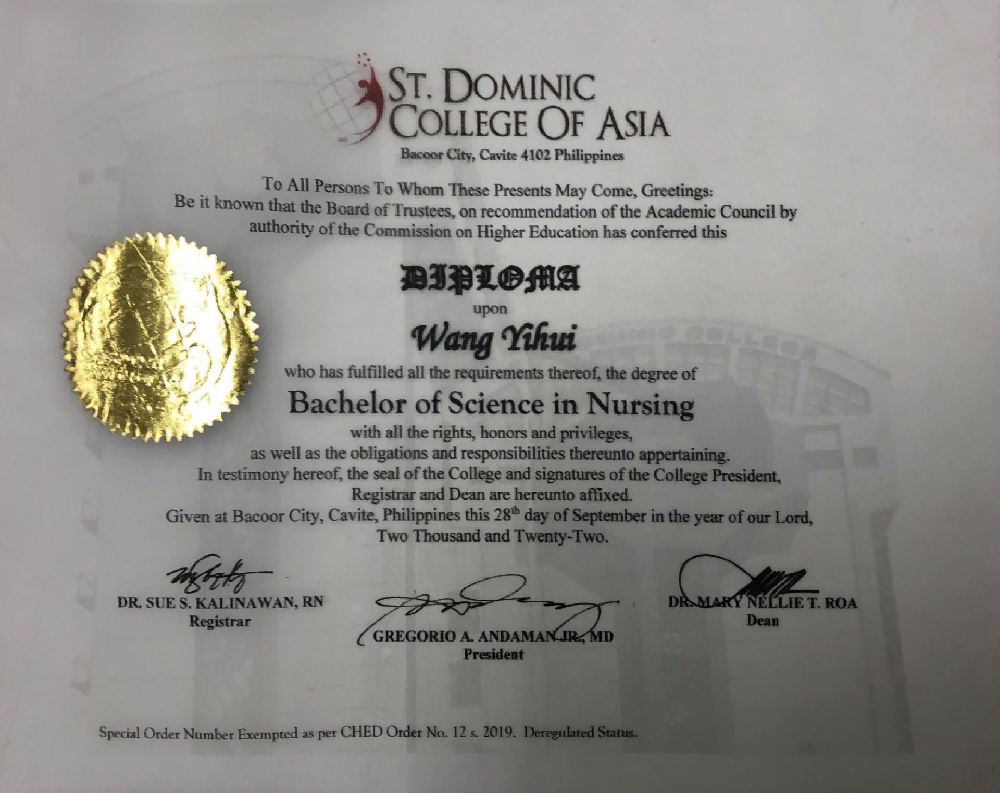 ST. DOMINIC
COLLEGE OF ASIA
Bacoor City, Cavite 4102 Philippines
To All Persons To Whom These Presents May Come, Greetings:
Be it known that the Board of Trustees, on recommendation of the Academic Council by
authority of the Commission on Higher Education has conferred this
DIPLOMA
upon
Wang Yihui
who has fulfilled all the requirements thereof, the degree of
Bachelor of Science in Nursing
with all the rights, honors and privileges,
as well as the obligations and responsibilities thereunto appertaining.
In testimony hereof, the seal of the College and signatures of the College President,
Registrar and Dean are hereunto affixed.
Given at Bacoor City, Cavite, Philippines this 28th day of September in the year of our Lord,
Two Thousand and Twenty-Two.
DR. SUE S. KALINAWAN, RN
Registrar
GREGORIO A. ANDAMAN JR., MD
President
DR. MARY NELLIE T. ROA
Dean
Special Order Number Exempted as per CHED Order No. 12 s. 2019. Deregulated Status.